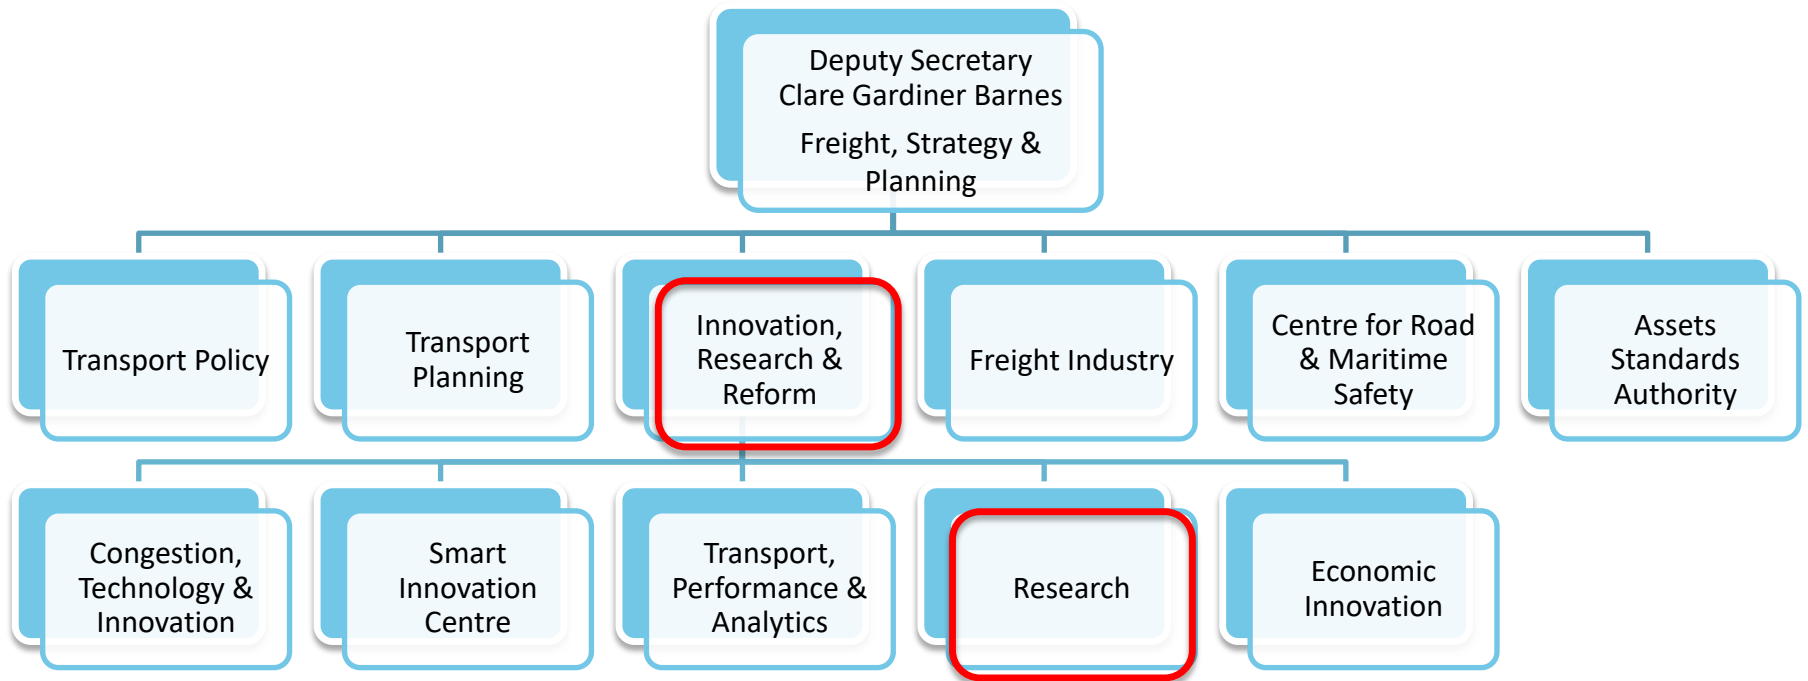 Deputy Secretary
Clare Gardiner Barnes
Freight, Strategy &
Planning
Transport Policy
Transport
Planning
Innovation,
Research &
Reform
Freight Industry
Centre for Road
& Maritime
Safety
Assets
Standards
Authority
Congestion,
Technology &
Innovation
Smart
Innovation
Centre
Transport,
Performance &
Analytics
Research
Economic
Innovation